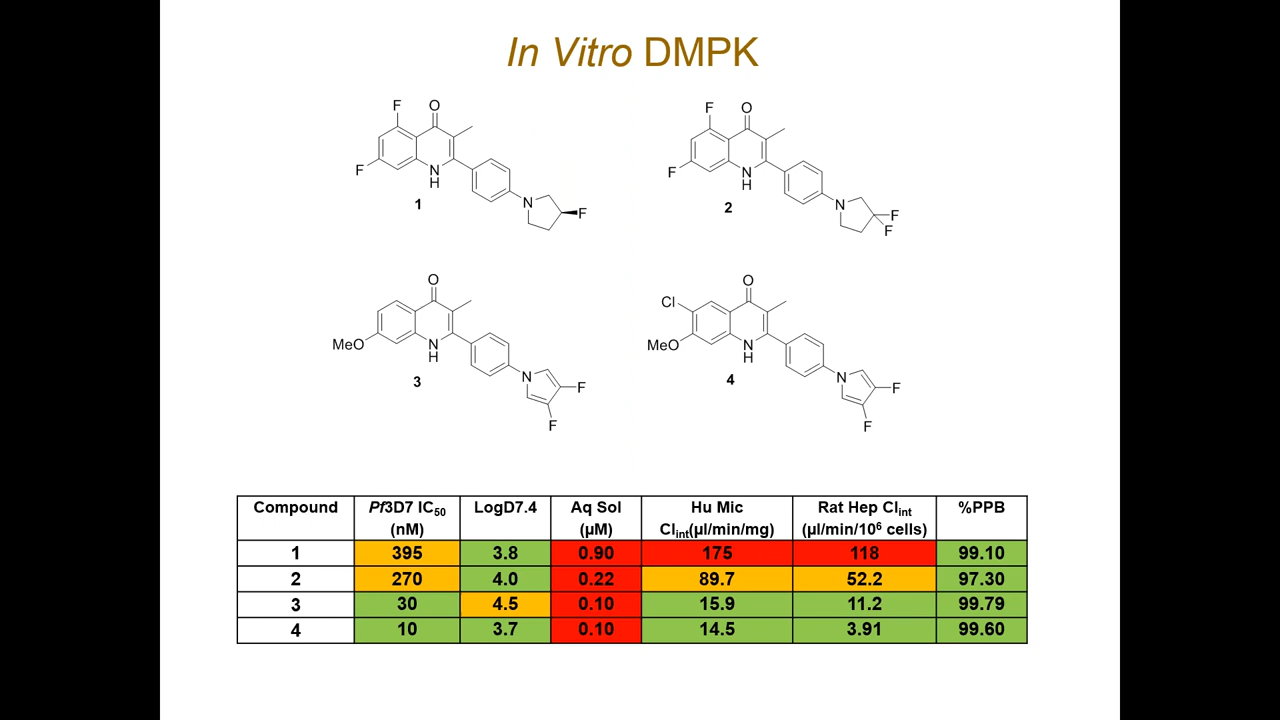 In Vitro DMPK
F
O
F
N
H
1
N
F
F
O
F
N
H
2
N
F
F
O
MeO
N
H
3
N
F
F
O
Cl
MeO
N
H
4
N
F
F
Compound Pf3D7 IC50 (nM) LogD7.4 Aq Sol (µM) Hu Mic Clint(µl/min/mg) Rat Hep Clint (µl/min/10⁶ cells) %PPB
1 395 3.8 0.90 175 118 99.10
2 270 4.0 0.22 89.7 52.2 97.30
3 30 4.5 0.10 15.9 11.2 99.79
4 10 3.7 0.10 14.5 3.91 99.60